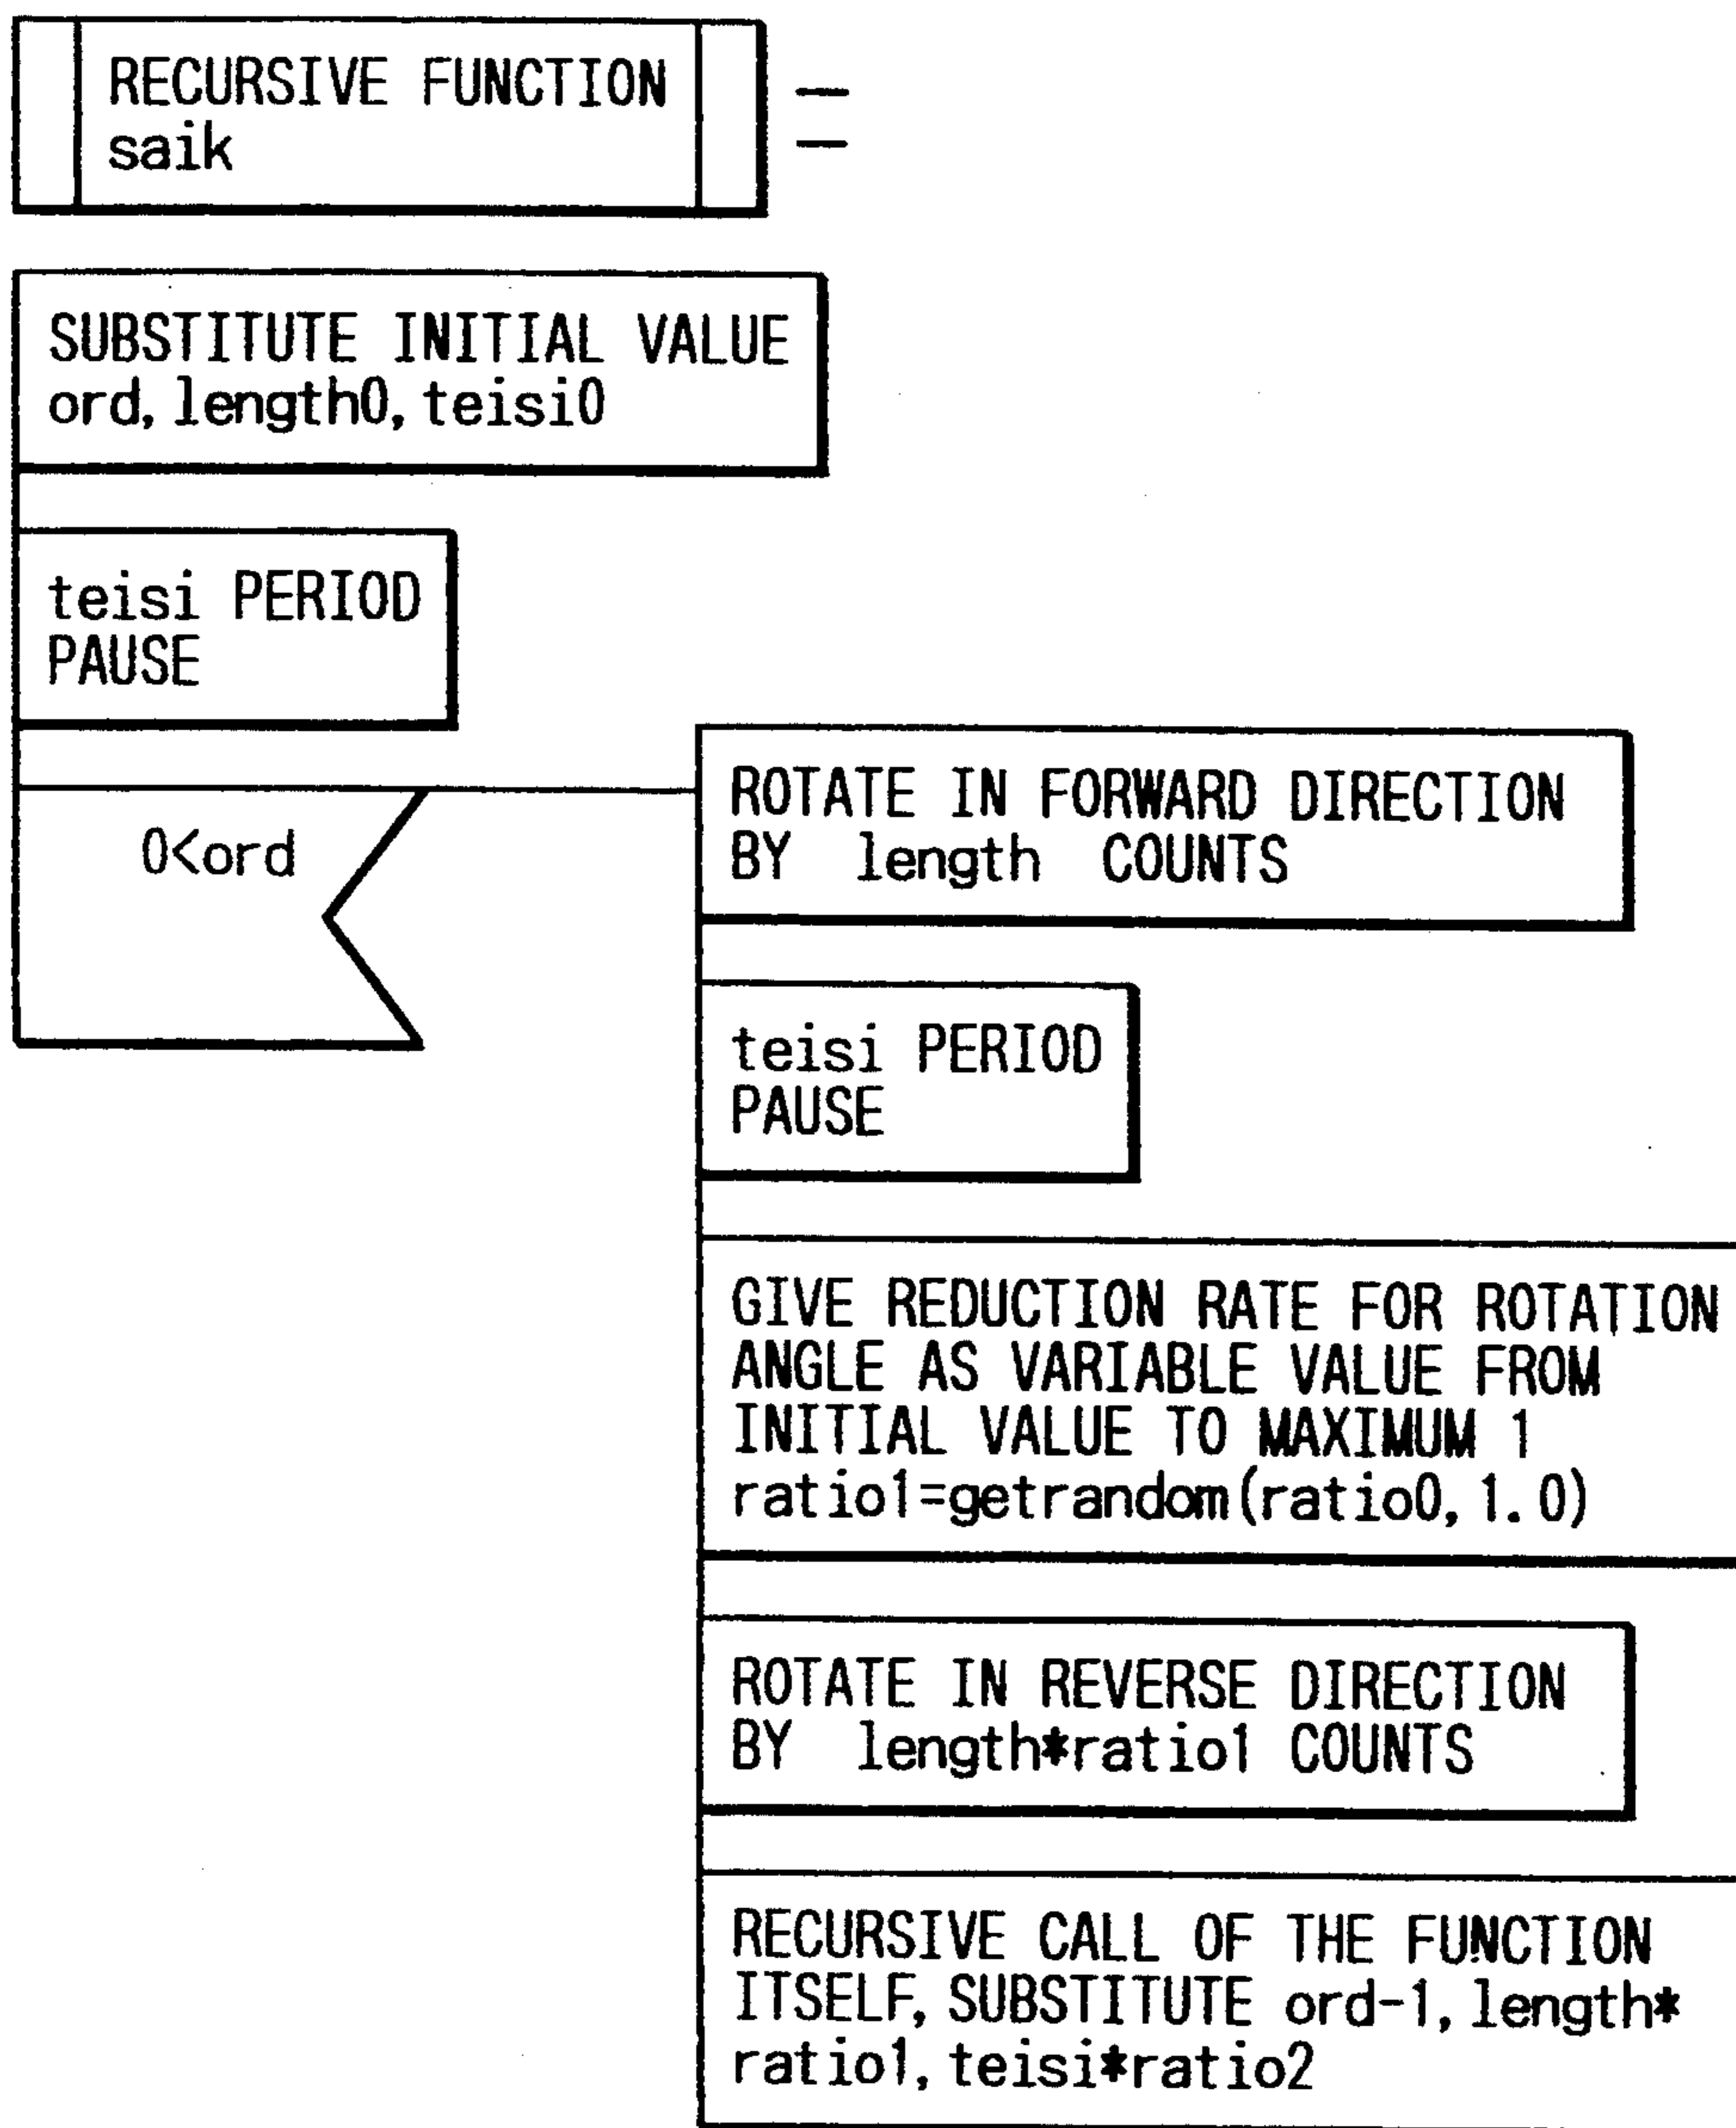 RECURSIVE FUNCTION
saik
SUBSTITUTE INITIAL VALUE
ord, length0, teisi0
teisi PERIOD
PAUSE
0<ord
ROTATE IN FORWARD DIRECTION
BY length COUNTS
teisi PERIOD
PAUSE
GIVE REDUCTION RATE FOR ROTATION
ANGLE AS VARIABLE VALUE FROM
INITIAL VALUE TO MAXIMUM 1
ratio1=getrandom(ratio0, 1.0)
ROTATE IN REVERSE DIRECTION
BY length*ratio1 COUNTS
RECURSIVE CALL OF THE FUNCTION
ITSELF, SUBSTITUTE ord-1, length*
ratio1, teisi*ratio2